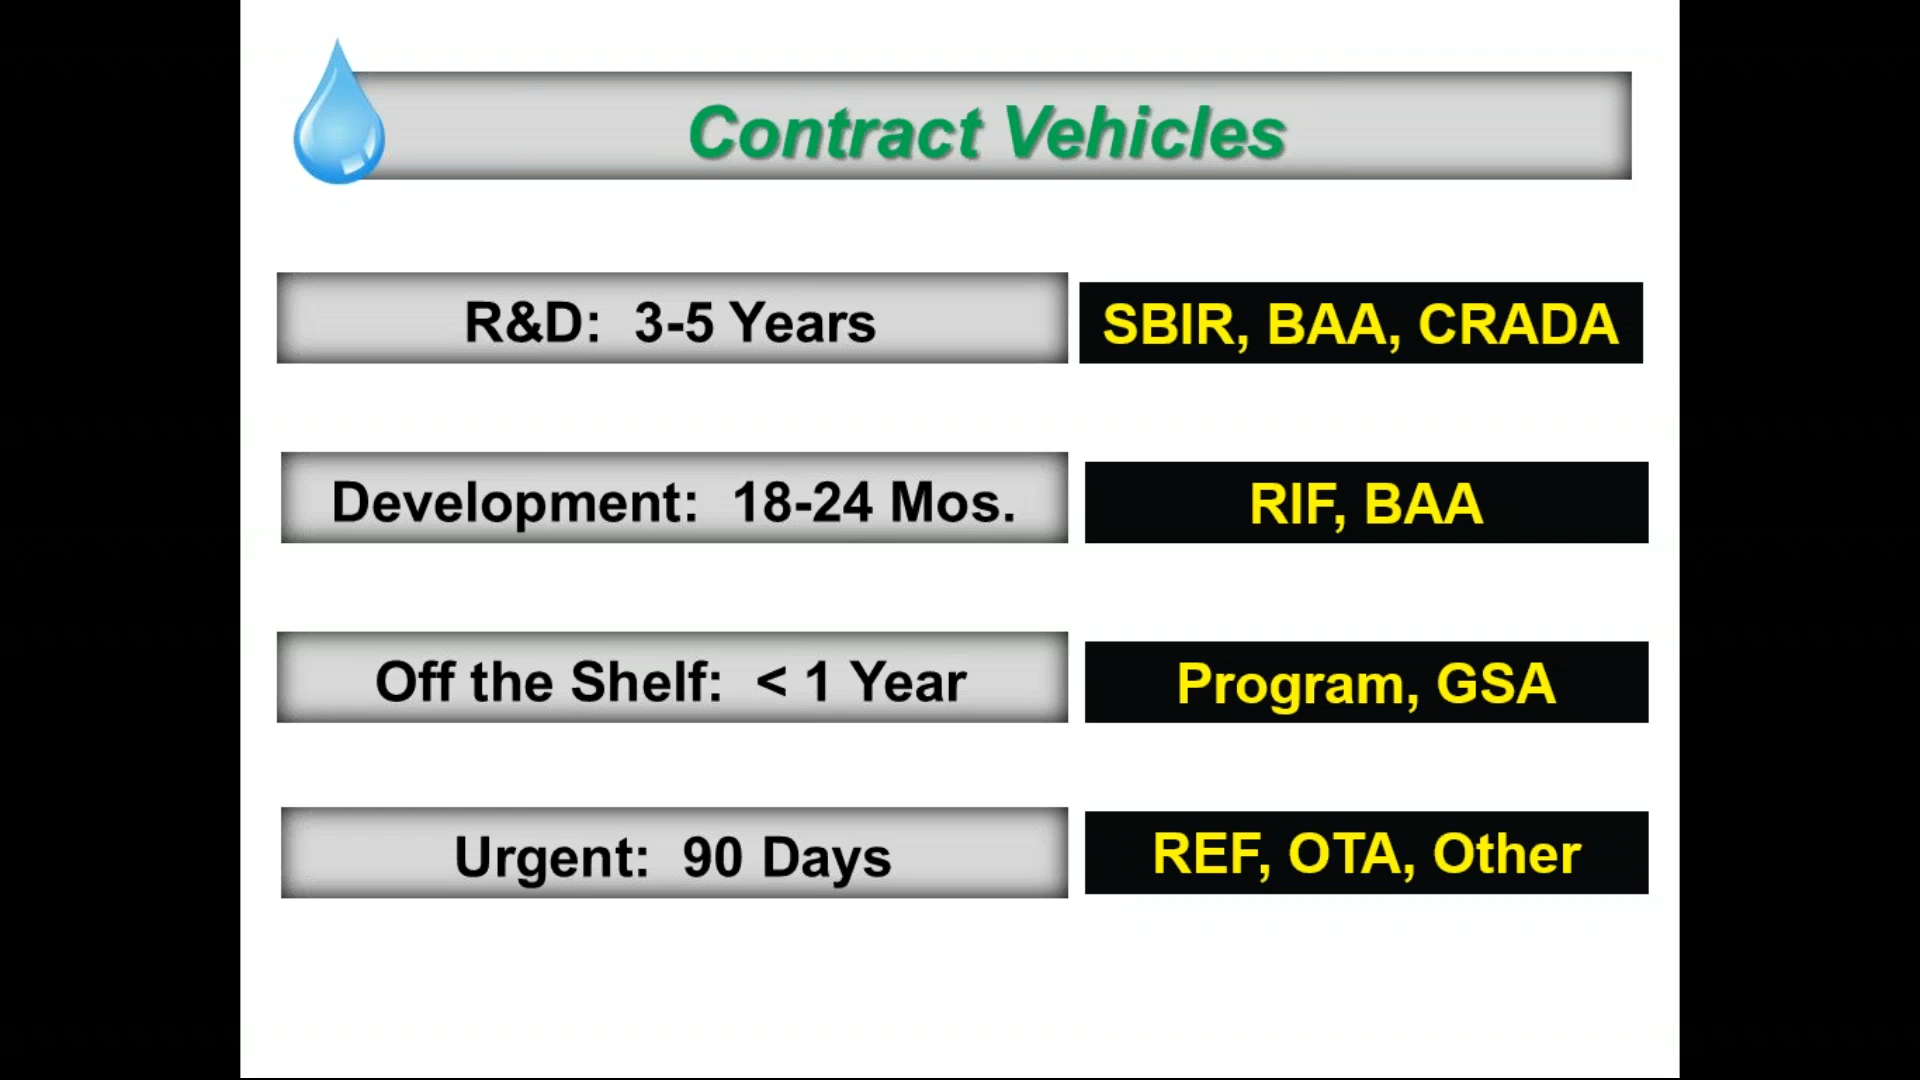 Contract Vehicles
R&D: 3-5 Years
SBIR, BAA, CRADA
Development: 18-24 Mos.
RIF, BAA
Off the Shelf: < 1 Year
Program, GSA
Urgent: 90 Days
REF, OTA, Other